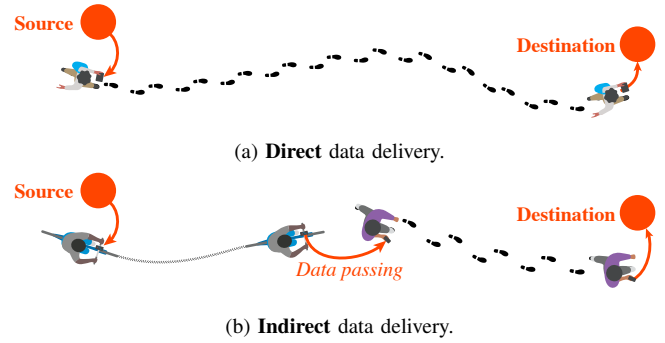 Source
Destination
(a) Direct data delivery.
Source
Destination
Data passing
(b) Indirect data delivery.